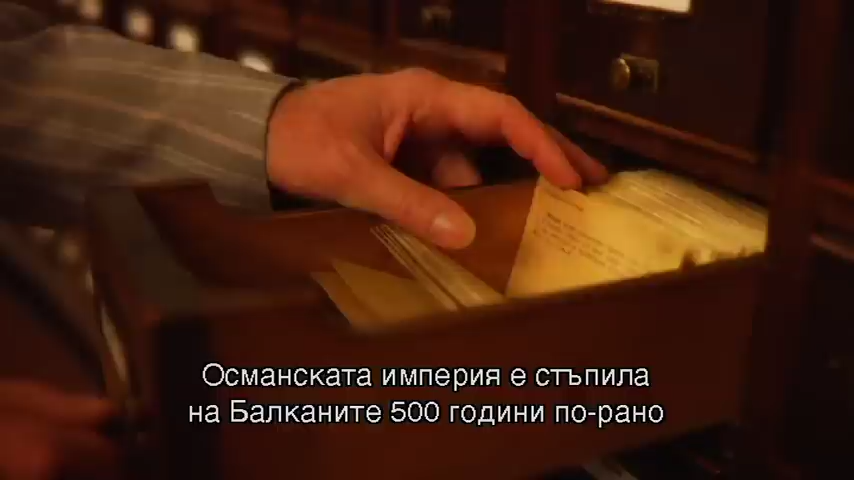 Османската империя е стъпила
на Балканите 500 години по-рано